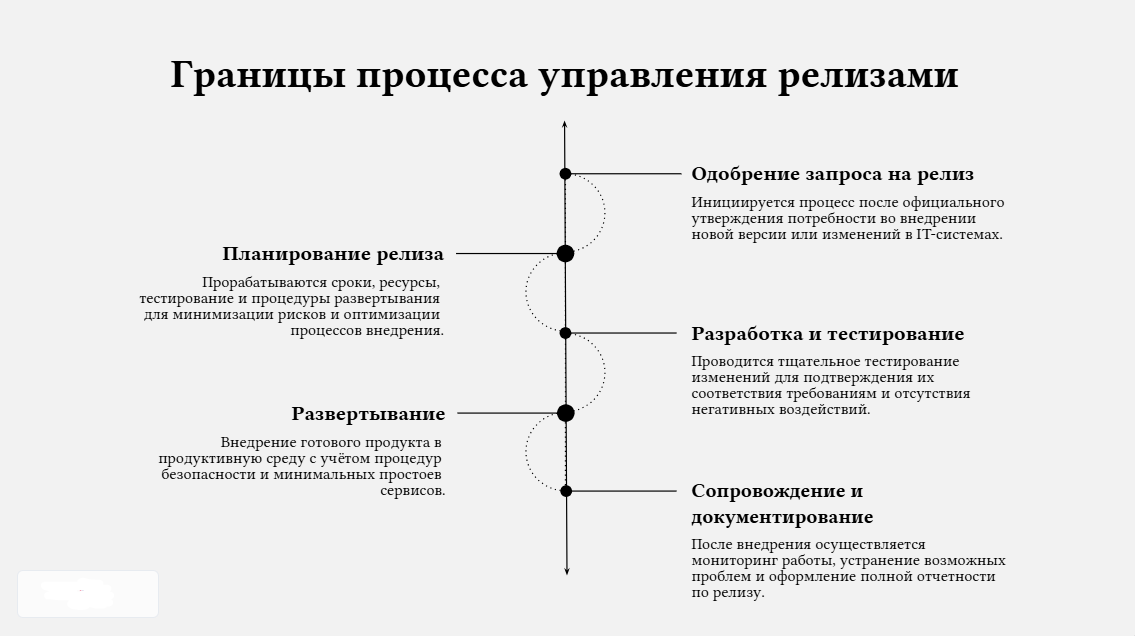 Границы процесса управления релизами
Одобрение запроса на релиз
Инициируется процесс после официального
утверждения потребности во внедрении
новой версии или изменений в IT-системах.
Планирование релиза
Прорабатываются сроки, ресурсы,
тестирование и процедуры развертывания
для минимизации рисков и оптимизации
процессов внедрения.
Разработка и тестирование
Проводится тщательное тестирование
изменений для подтверждения их
соответствия требованиям и отсутствия
негативных воздействий.
Развертывание
Внедрение готового продукта в
продуктивную среду с учётом процедур
безопасности и минимальных простоев
сервисов.
Сопровождение и
документирование
После внедрения осуществляется
мониторинг работы, устранение возможных
проблем и оформление полной отчетности
по релизу.